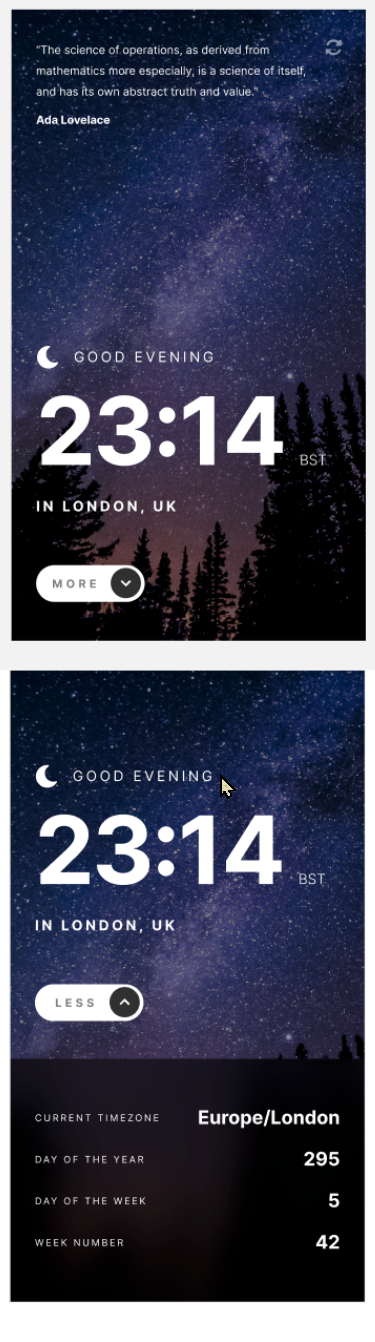 “The science of operations, as derived from
mathematics more especially, is a science of itself,
and has its own abstract truth and value.”
Ada Lovelace
GOOD EVENING
23:14 BST
IN LONDON, UK
MORE
GOOD EVENING
23:14 BST
IN LONDON, UK
LESS
CURRENT TIMEZONE Europe/London
DAY OF THE YEAR 295
DAY OF THE WEEK 5
WEEK NUMBER 42